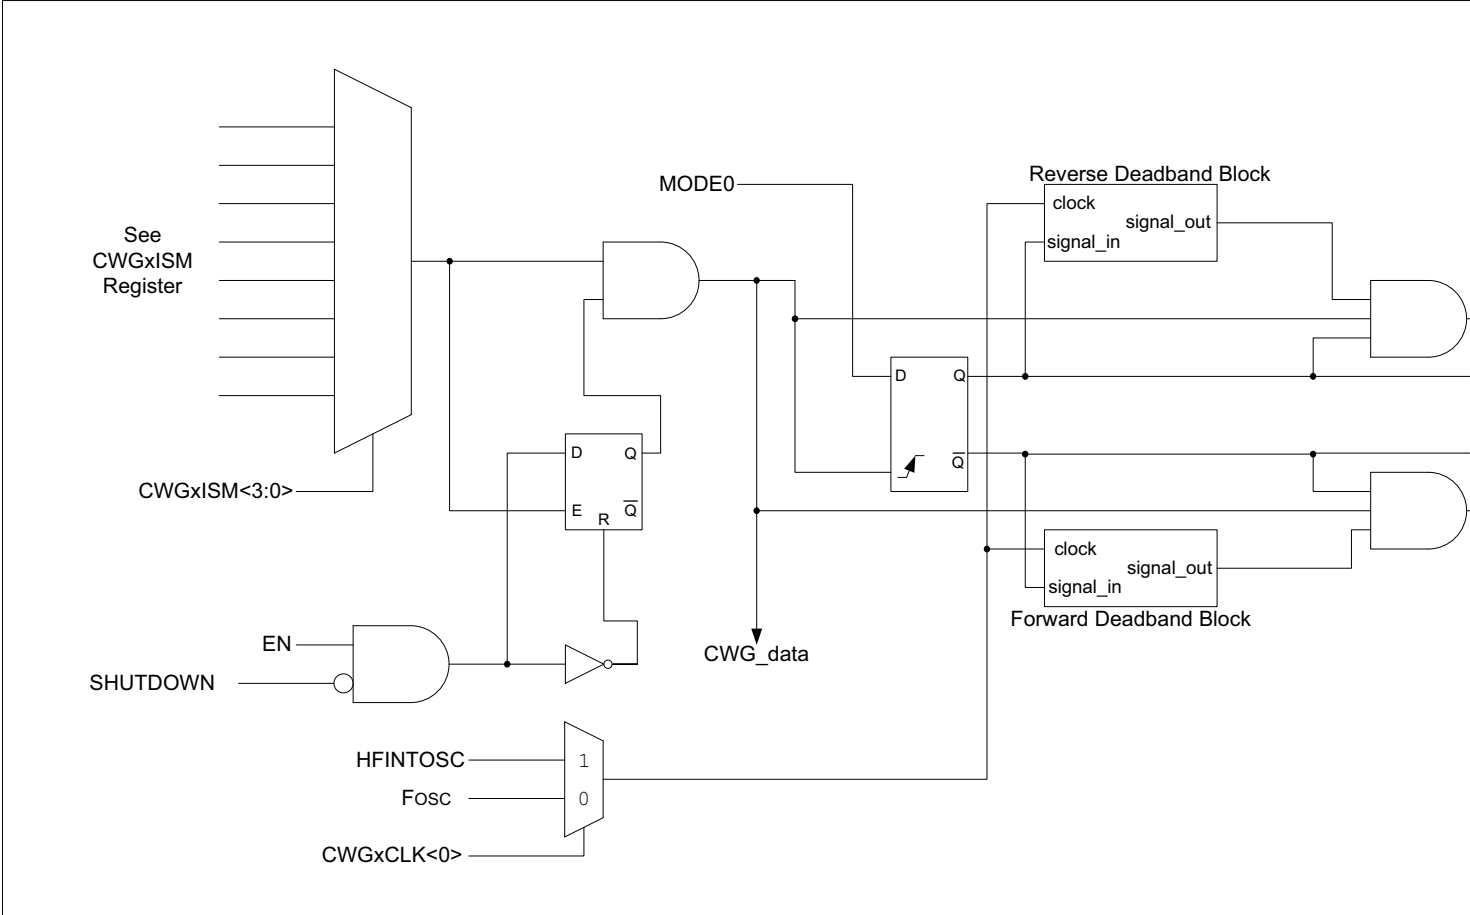 See
CWGxISM
Register
CWGxISM<3:0>
EN
SHUTDOWN
HFINTOSC
FOSC
CWGxCLK<0>
1
0
D
Q
E
R
Q̅
MODE0
CWG_data
D
Q
Q̅
Reverse Deadband Block
clock
signal_out
signal_in
clock
signal_out
signal_in
Forward Deadband Block